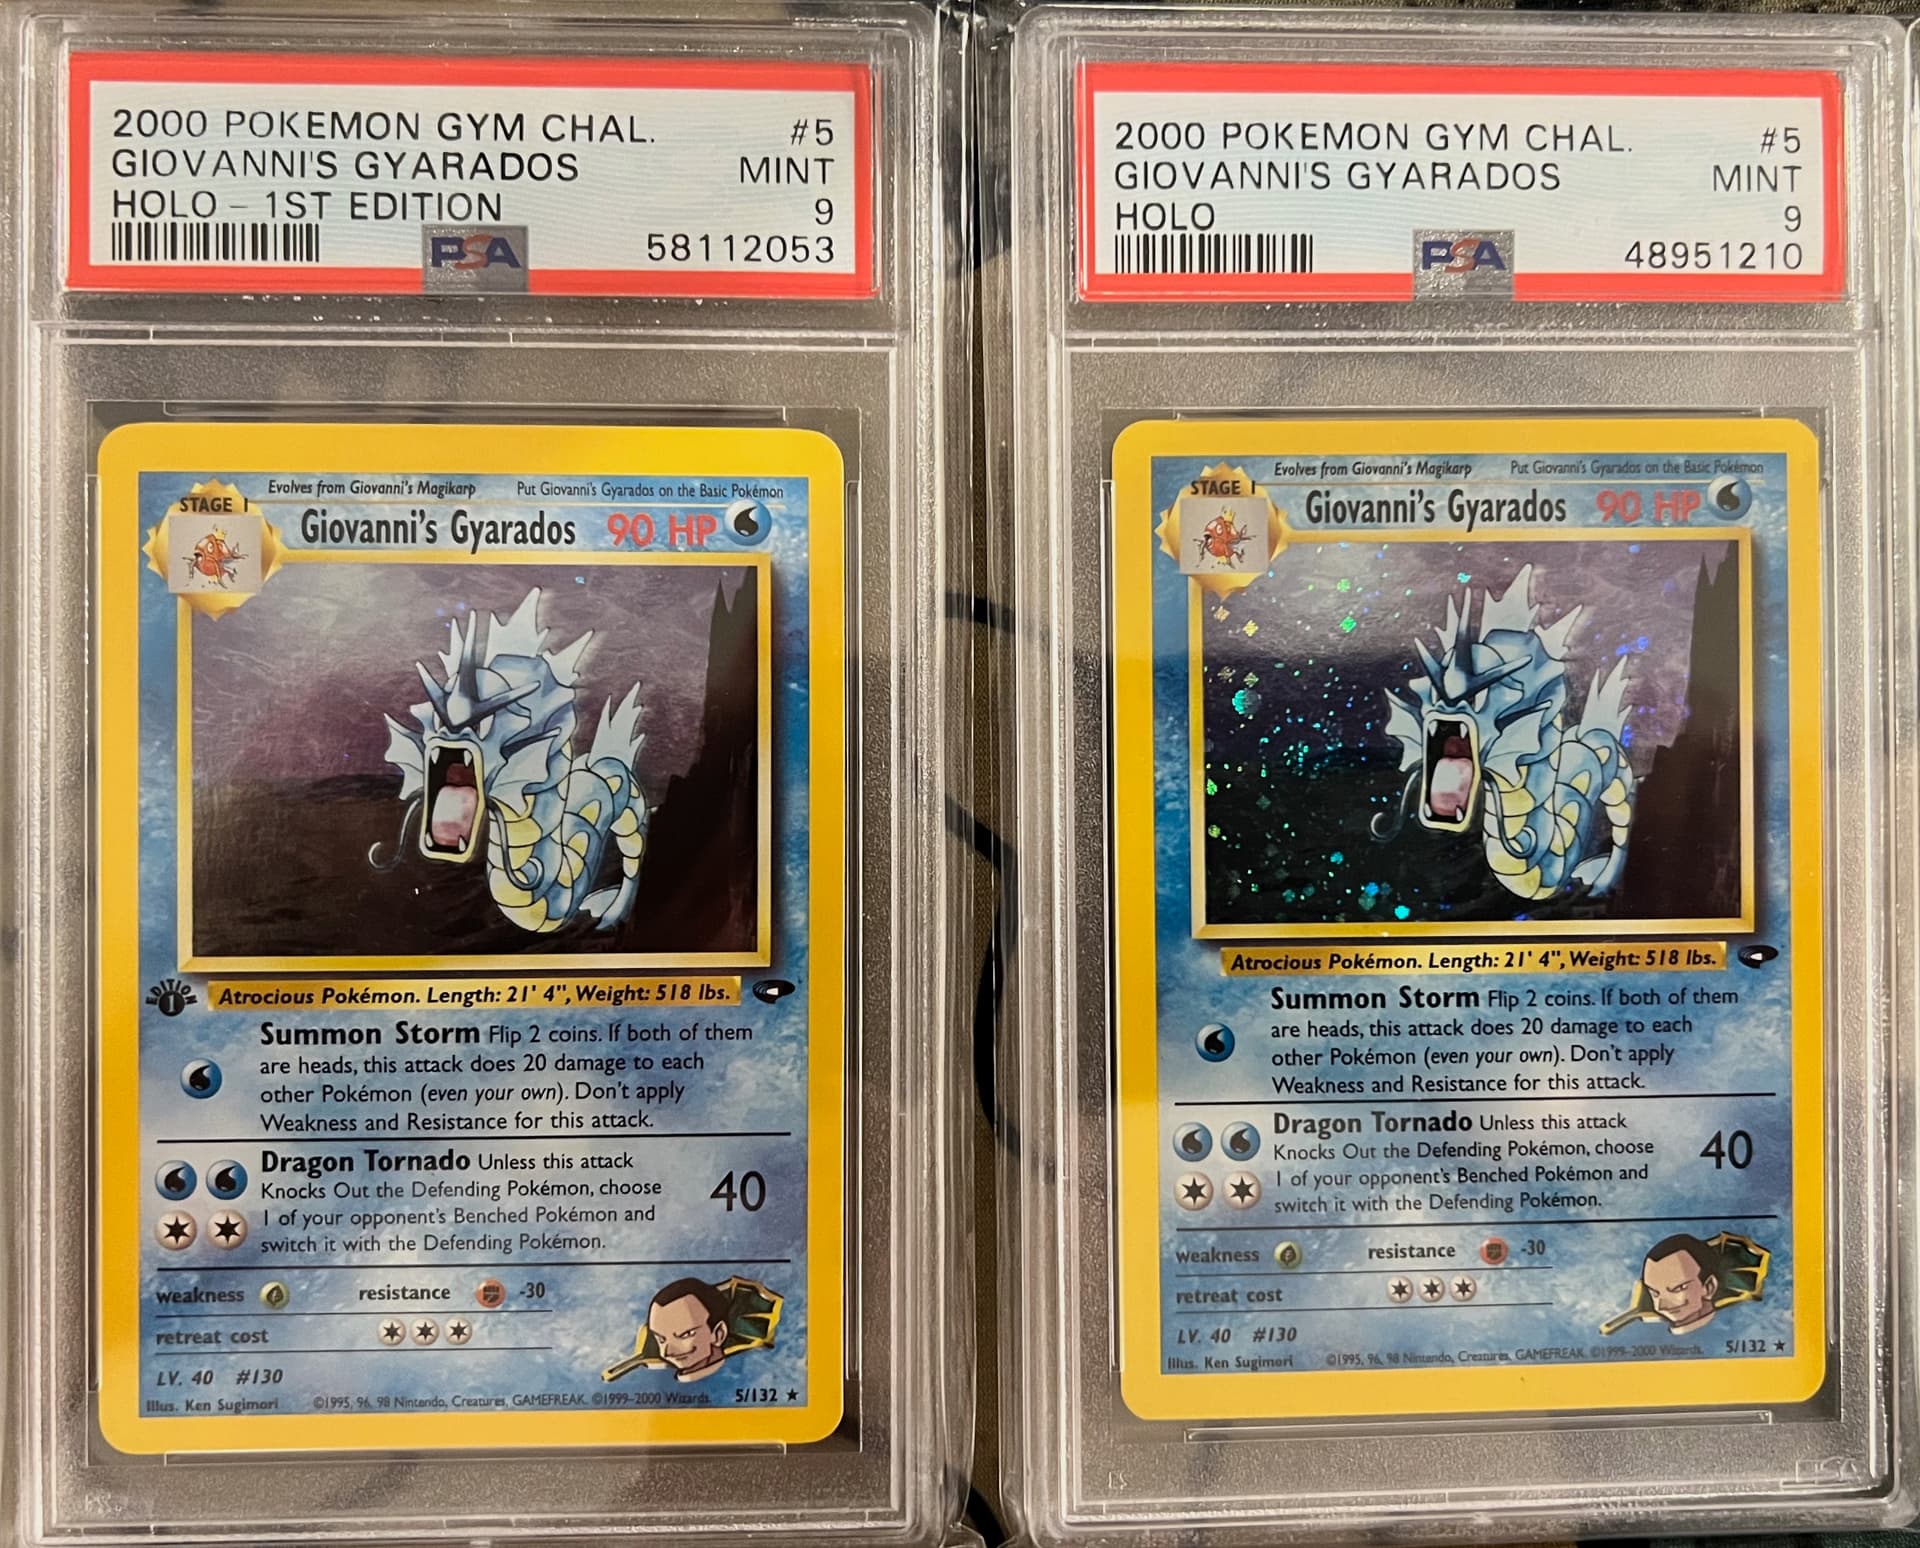 2000 POKEMON GYM CHAL. #5
GIOVANNI'S GYARADOS MINT
HOLO – 1ST EDITION 9
PSA 58112053
STAGE 1
Evolves from Giovanni's Magikarp Put Giovanni's Gyarados on the Basic Pokémon
Giovanni's Gyarados 90 HP
EDITION 1
Atrocious Pokémon. Length: 21' 4", Weight: 518 lbs.
Summon Storm Flip 2 coins. If both of them
are heads, this attack does 20 damage to each
other Pokémon (even your own). Don't apply
Weakness and Resistance for this attack.
Dragon Tornado Unless this attack
Knocks Out the Defending Pokémon, choose
1 of your opponent's Benched Pokémon and
switch it with the Defending Pokémon.
40
weakness resistance -30
retreat cost
LV. 40 #130
Illus. Ken Sugimori ©1995, 96, 98 Nintendo, Creatures, GAMEFREAK. ©1999-2000 Wizards. 5/132 ★
2000 POKEMON GYM CHAL. #5
GIOVANNI'S GYARADOS MINT
HOLO 9
PSA 48951210
STAGE 1
Evolves from Giovanni's Magikarp Put Giovanni's Gyarados on the Basic Pokémon
Giovanni's Gyarados 90 HP
Atrocious Pokémon. Length: 21' 4", Weight: 518 lbs.
Summon Storm Flip 2 coins. If both of them
are heads, this attack does 20 damage to each
other Pokémon (even your own). Don't apply
Weakness and Resistance for this attack.
Dragon Tornado Unless this attack
Knocks Out the Defending Pokémon, choose
1 of your opponent's Benched Pokémon and
switch it with the Defending Pokémon.
40
weakness resistance -30
retreat cost
LV. 40 #130
Illus. Ken Sugimori ©1995, 96, 98 Nintendo, Creatures, GAMEFREAK. ©1999-2000 Wizards. 5/132 ★